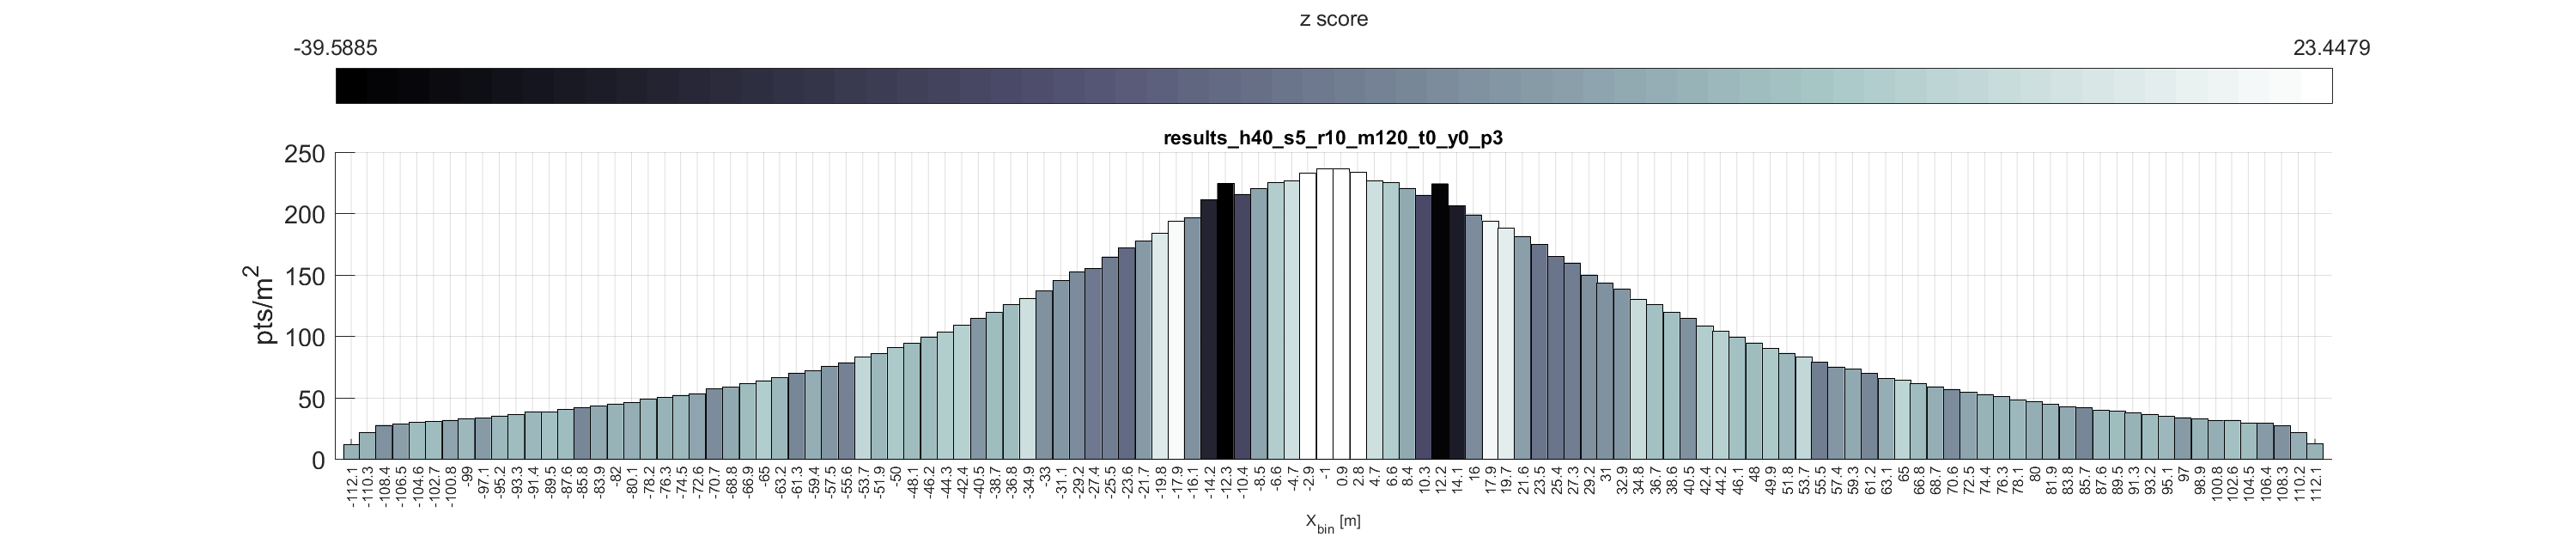 z score
-39.5885 23.4479
results_h40_s5_r10_m120_t0_y0_p3
250
200
150
100
50
0
pts/m2
-112.1 -110.3 -108.4 -106.5 -104.6 -102.7 -100.8 -99 -97.1 -95.2 -93.3 -91.4 -89.5 -87.6 -85.8 -83.9 -82 -80.1 -78.2 -76.3 -74.5 -72.6 -70.7 -68.8 -66.9 -65 -63.2 -61.3 -59.4 -57.5 -55.6 -53.7 -51.9 -50 -48.1 -46.2 -44.3 -42.4 -40.5 -38.7 -36.8 -34.9 -33 -31.1 -29.2 -27.4 -25.5 -23.6 -21.7 -19.8 -17.9 -16.1 -14.2 -12.3 -10.4 -8.5 -6.6 -4.7 -2.9 -1 0.9 2.8 4.7 6.6 8.4 10.3 12.2 14.1 16 17.9 19.7 21.6 23.5 25.4 27.3 29.2 31 32.9 34.8 36.7 38.6 40.5 42.3 44.2 46.1 48 49.9 51.8 53.7 55.5 57.4 59.3 61.2 63.1 65 66.8 68.7 70.6 72.5 74.4 76.3 78.1 80 81.9 83.8 85.7 87.6 89.5 91.3 93.2 95.1 97 98.9 100.8 102.6 104.5 106.4 108.3 110.2 112.1
Xbin [m]